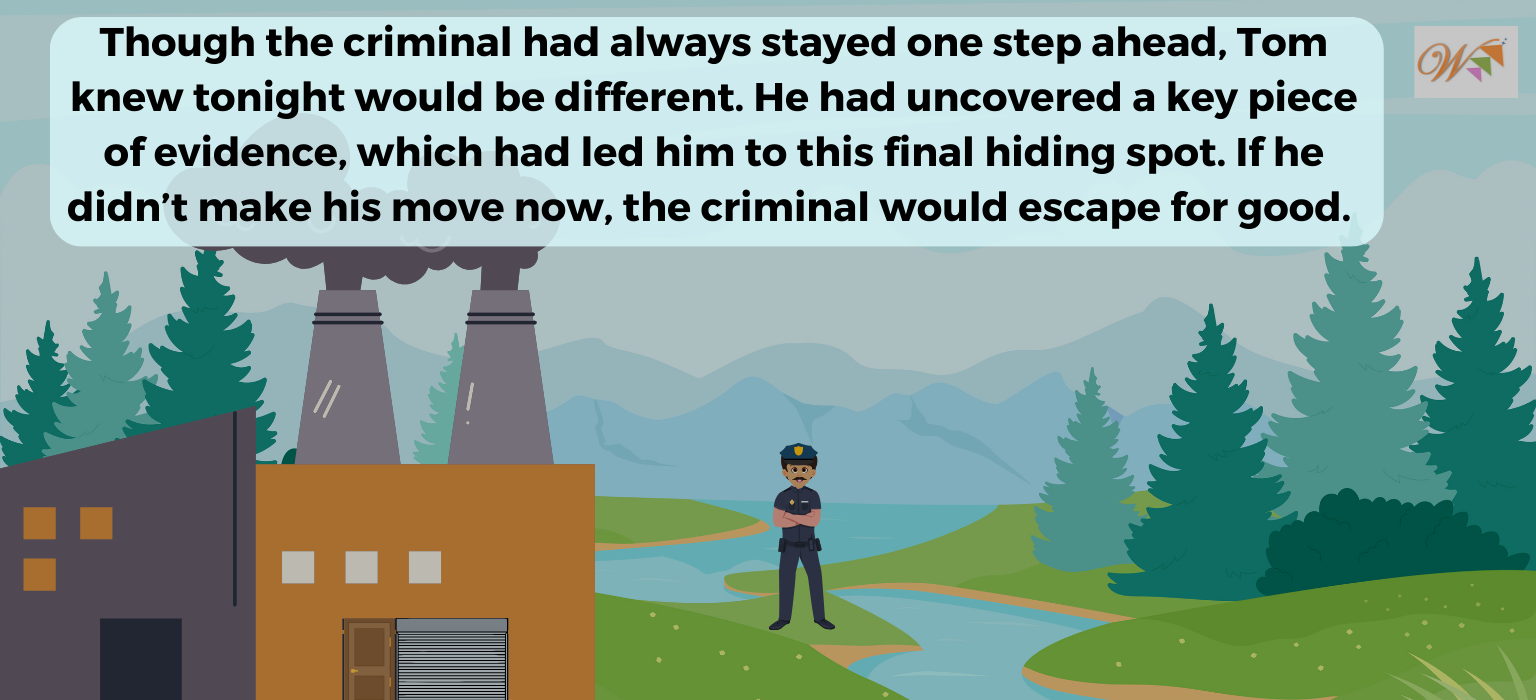 Though the criminal had always stayed one step ahead, Tom
knew tonight would be different. He had uncovered a key piece
of evidence, which had led him to this final hiding spot. If he
didn’t make his move now, the criminal would escape for good.
W